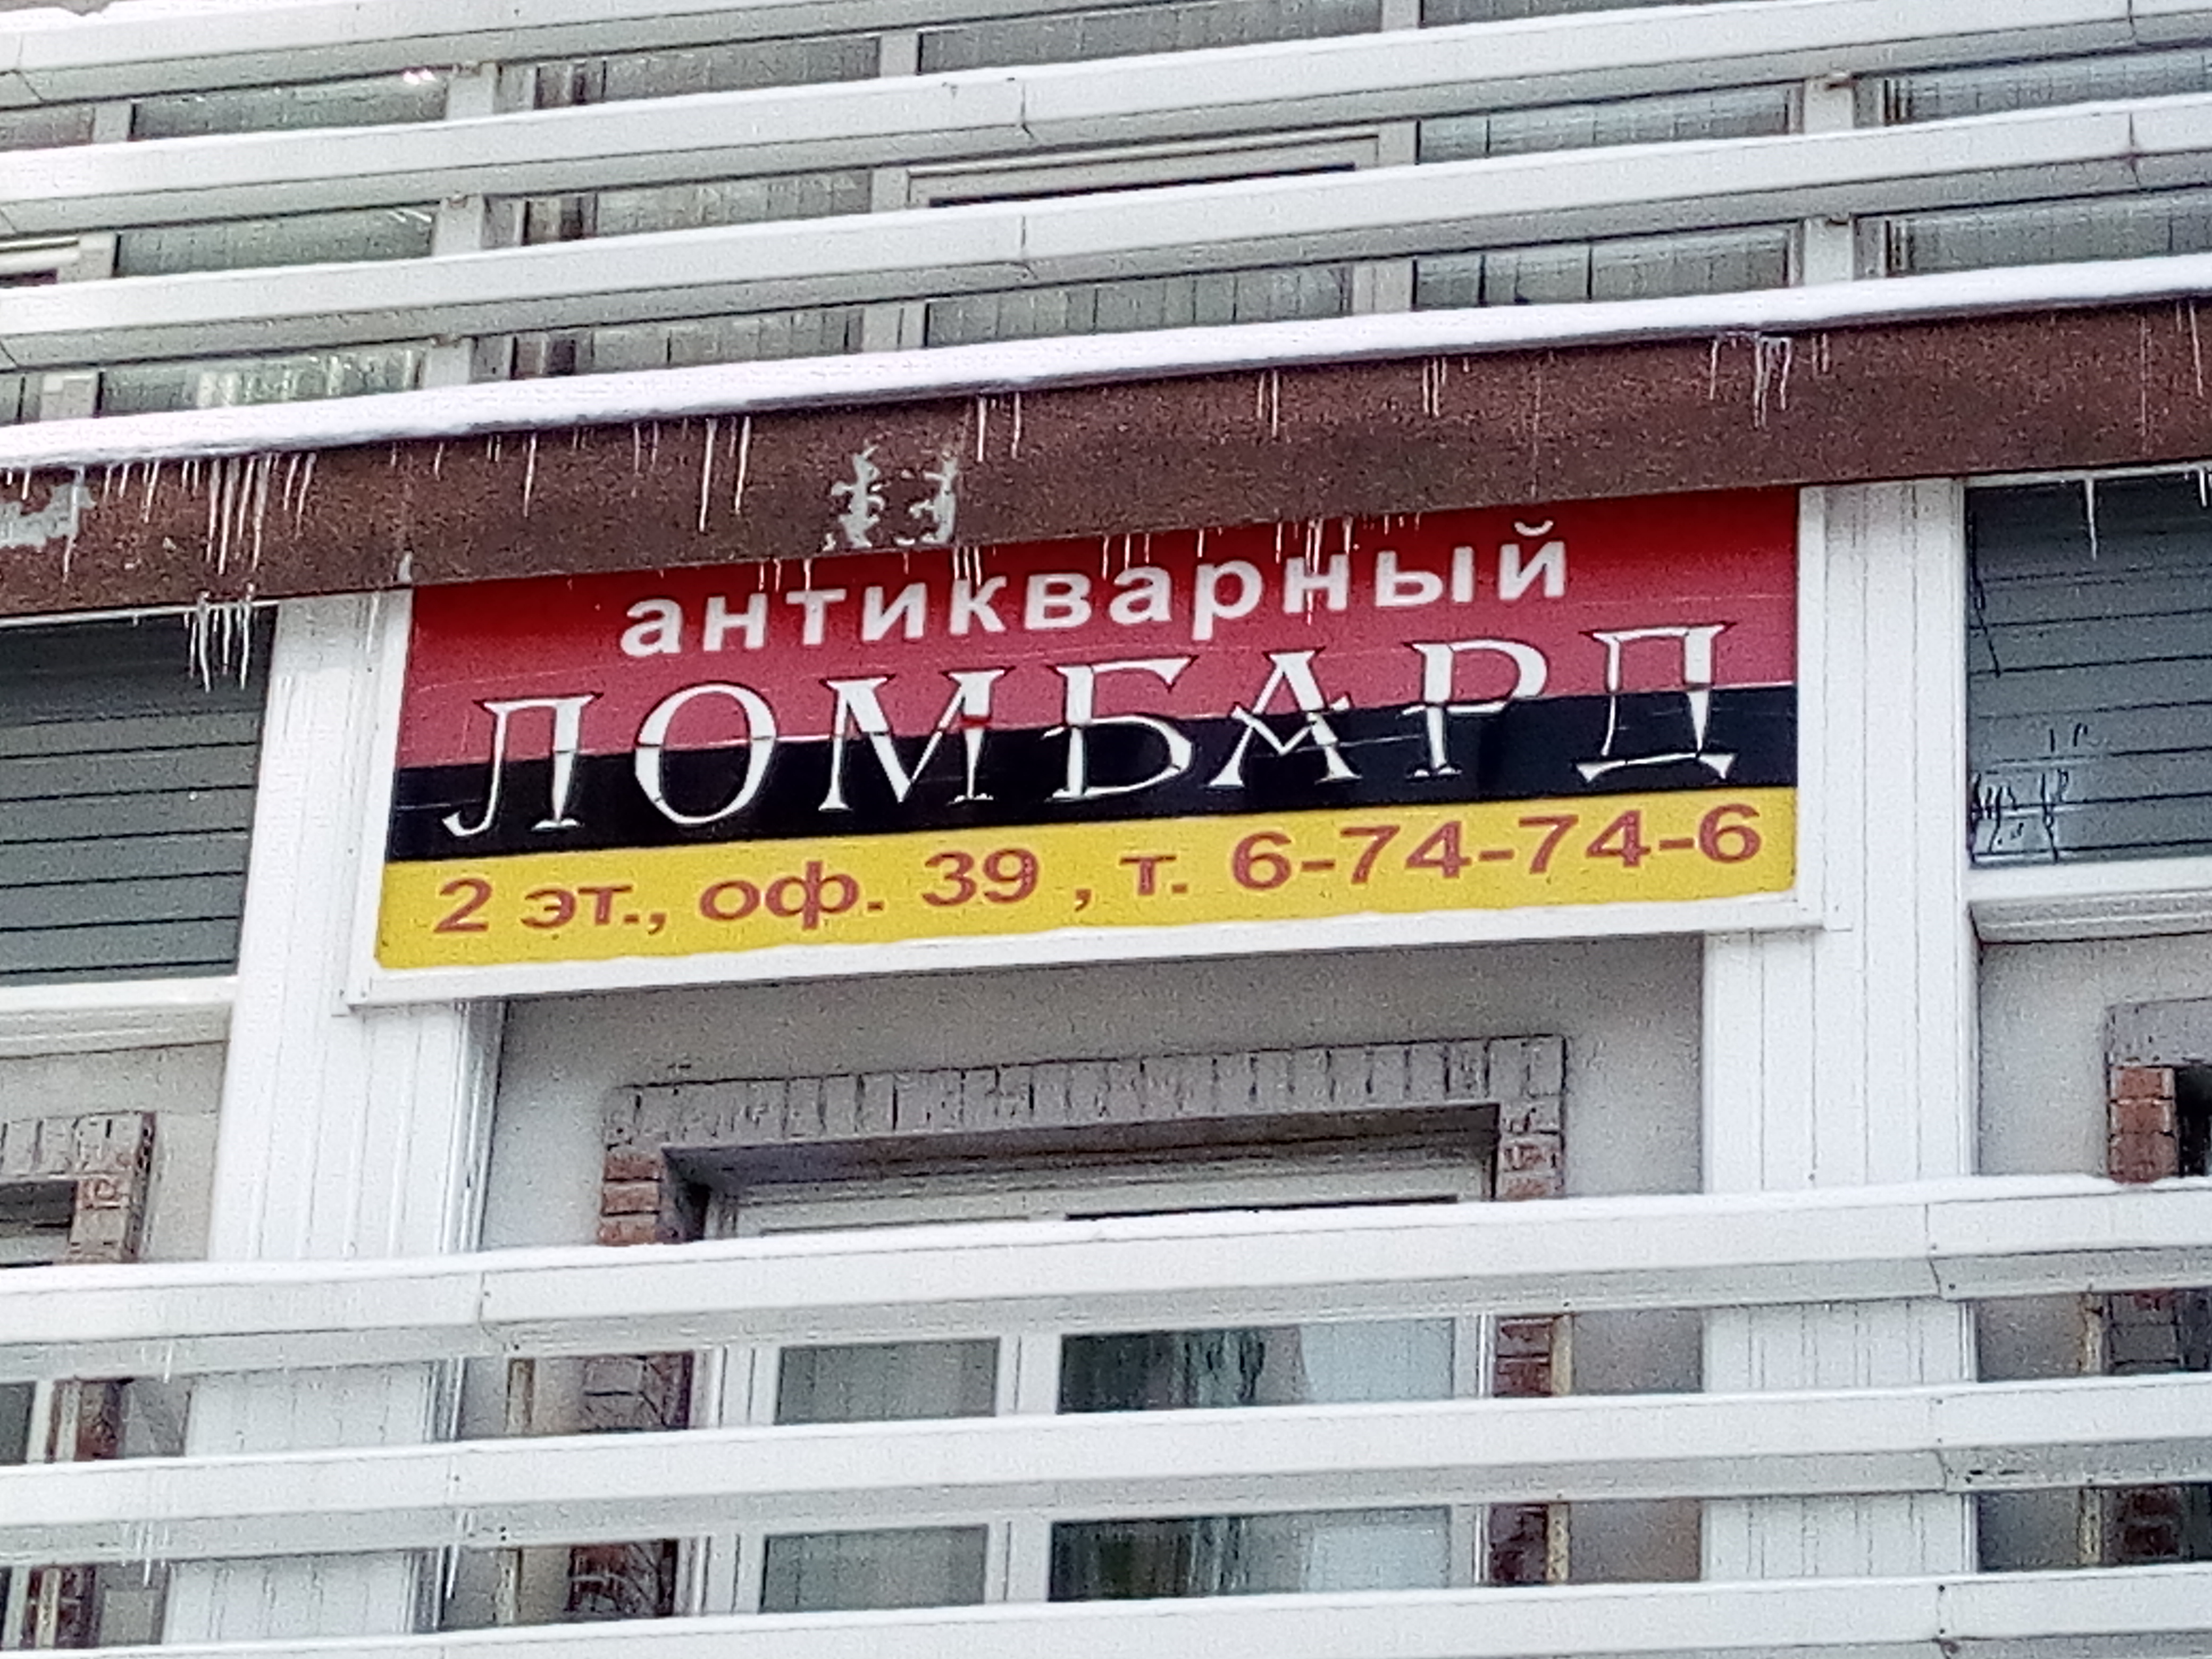 антикварный
ЛОМБАРД
2 эт., оф. 39 , т. 6-74-74-6